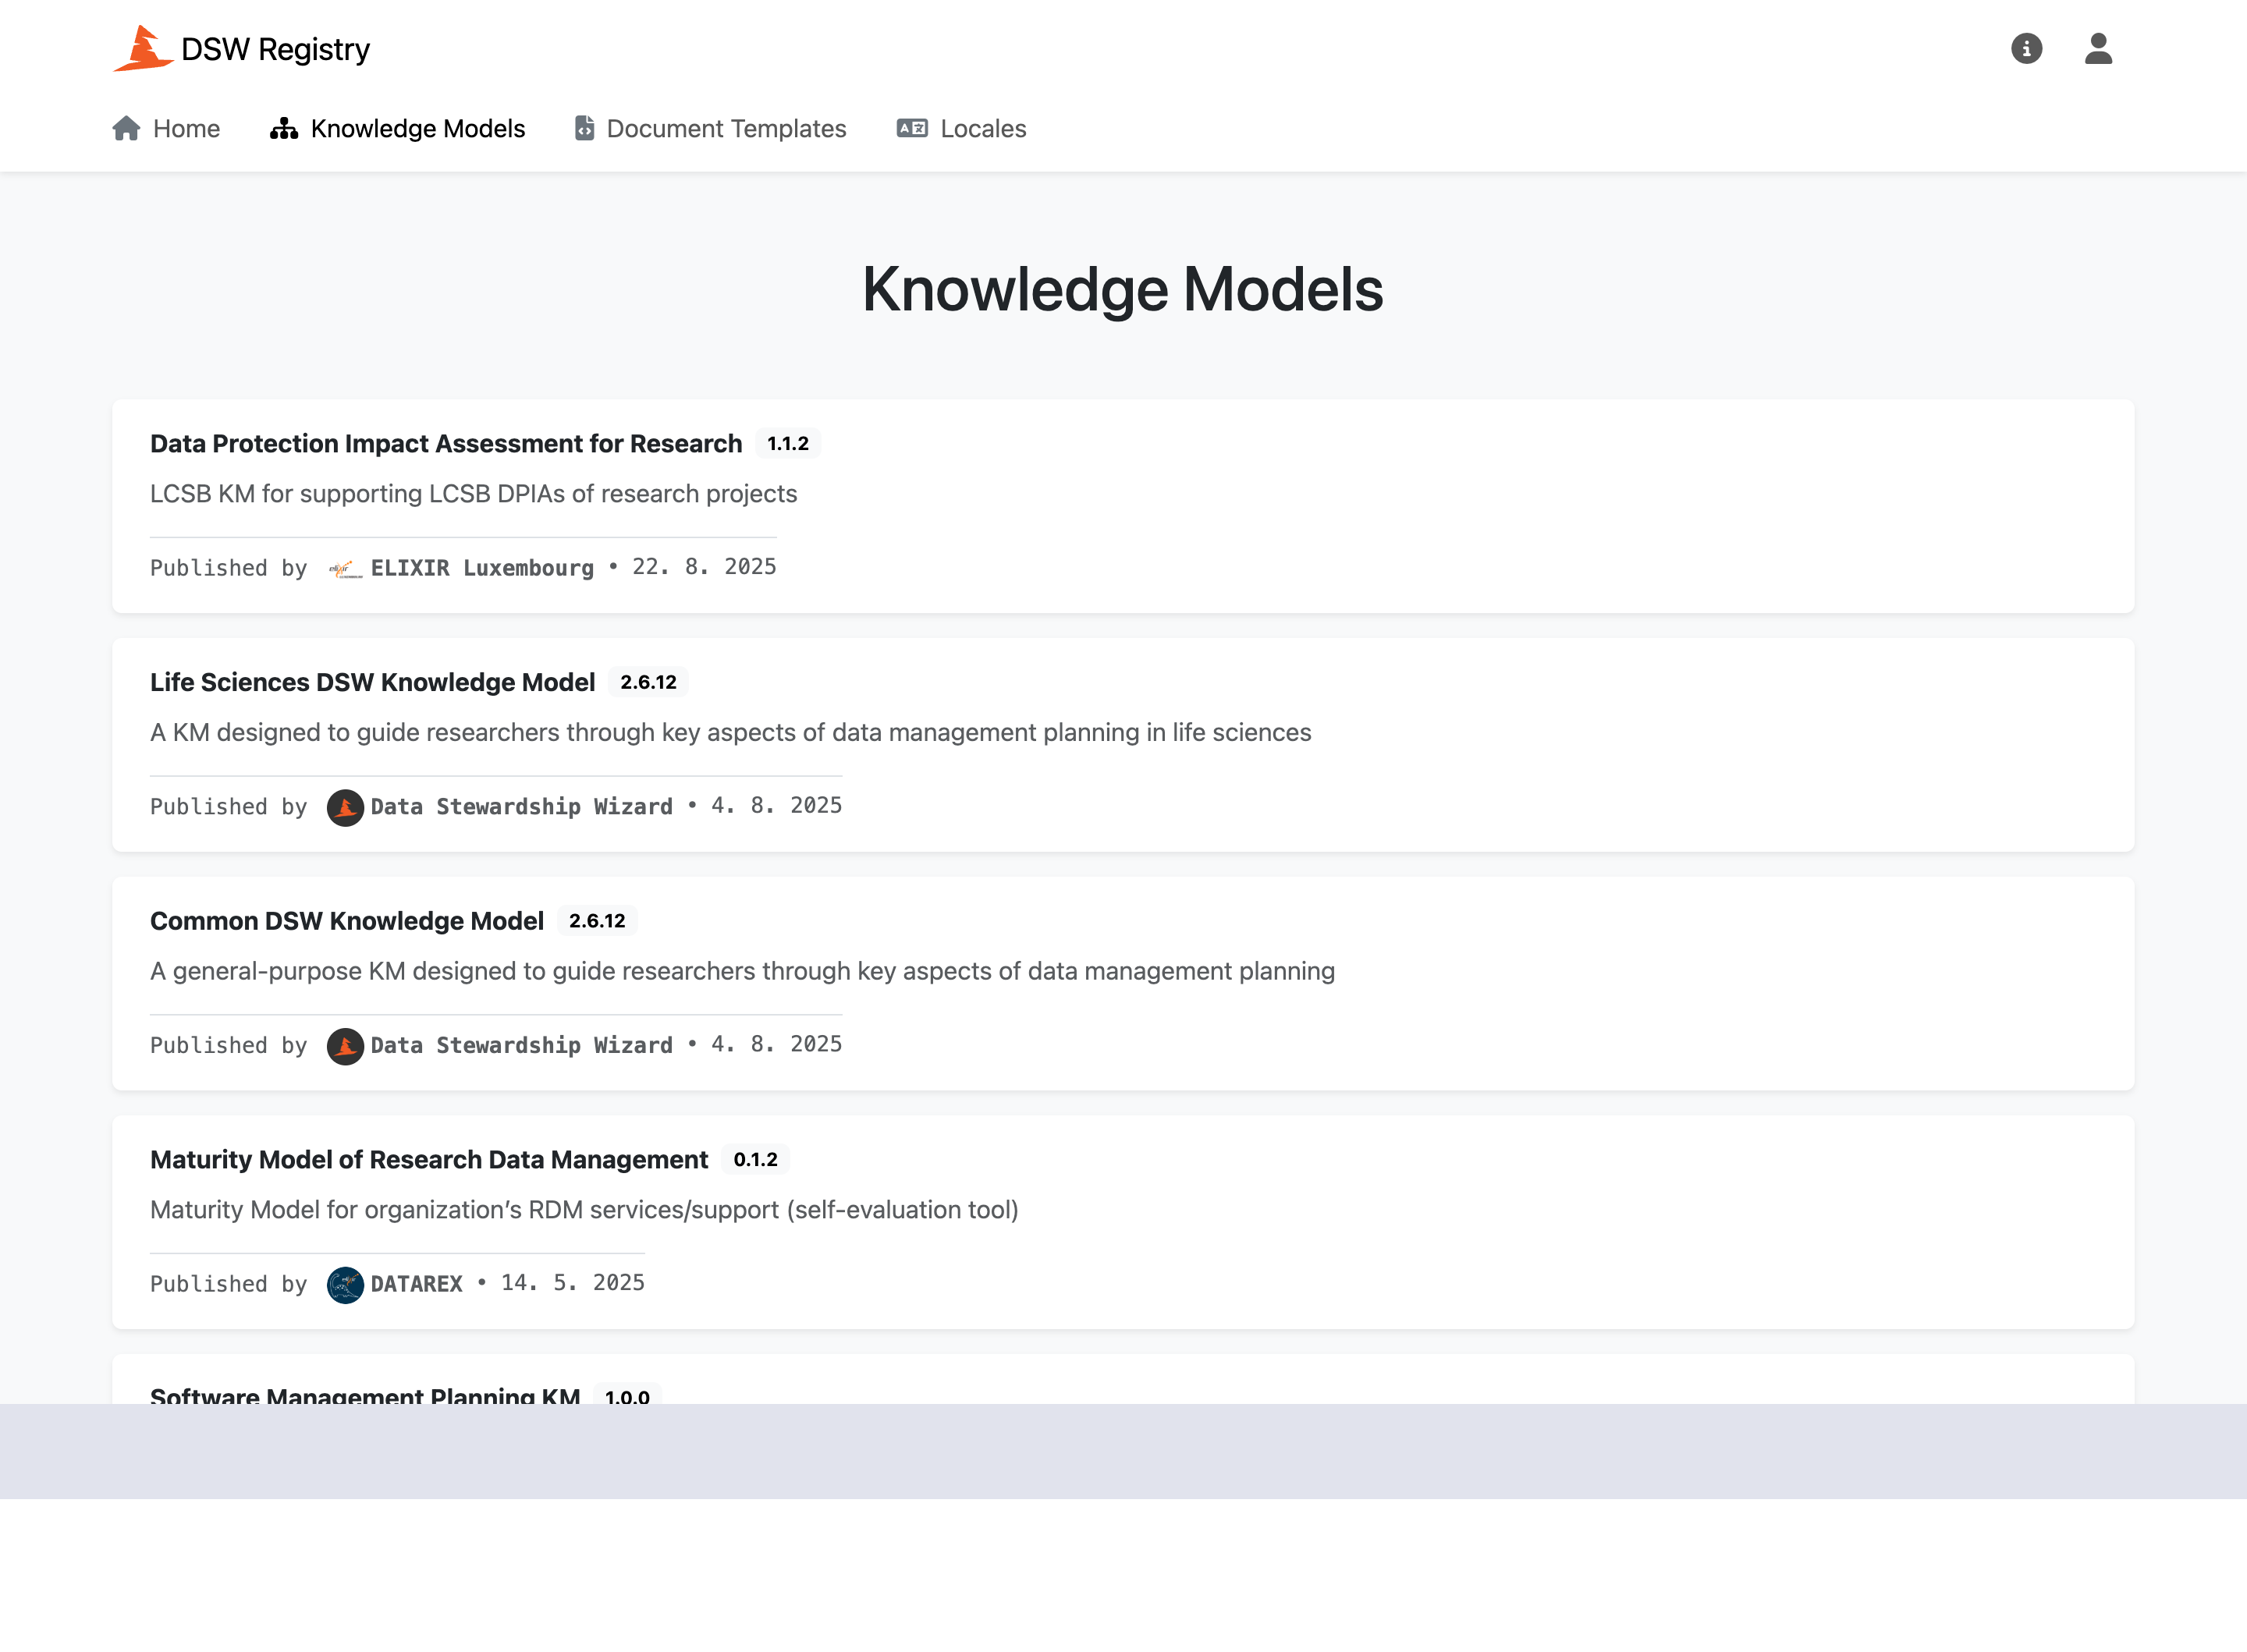 DSW Registry
Home Knowledge Models Document Templates Locales
Knowledge Models
Data Protection Impact Assessment for Research 1.1.2
LCSB KM for supporting LCSB DPIAs of research projects
Published by ELIXIR Luxembourg • 22. 8. 2025
Life Sciences DSW Knowledge Model 2.6.12
A KM designed to guide researchers through key aspects of data management planning in life sciences
Published by Data Stewardship Wizard • 4. 8. 2025
Common DSW Knowledge Model 2.6.12
A general-purpose KM designed to guide researchers through key aspects of data management planning
Published by Data Stewardship Wizard • 4. 8. 2025
Maturity Model of Research Data Management 0.1.2
Maturity Model for organization’s RDM services/support (self-evaluation tool)
Published by DATAREX • 14. 5. 2025
Software Management Planning KM 1.0.0